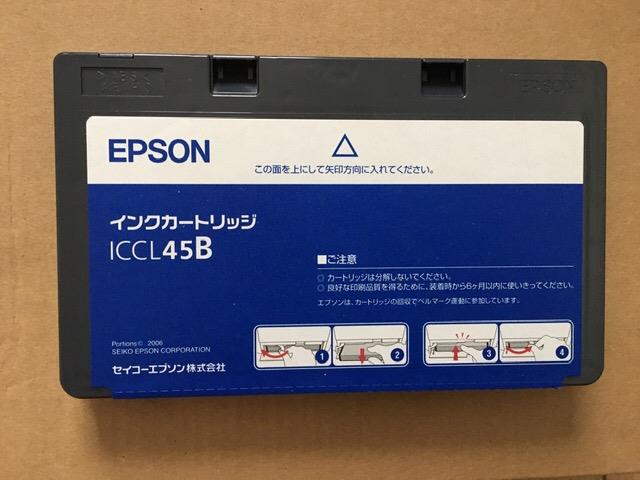 EPSON
EPSON
△
この面を上にして矢印方向に入れてください。
インクカートリッジ
ICCL45B
■ご注意
○ カートリッジは分解しないでください。
○ 良好な印刷品質を得るために、装着時から6ヶ月以内に使いきってください。
エプソンは、カートリッジの回収でベルマーク運動に参加しています。
Portions© 2006
SEIKO EPSON CORPORATION
セイコーエプソン株式会社
1
2
3
4